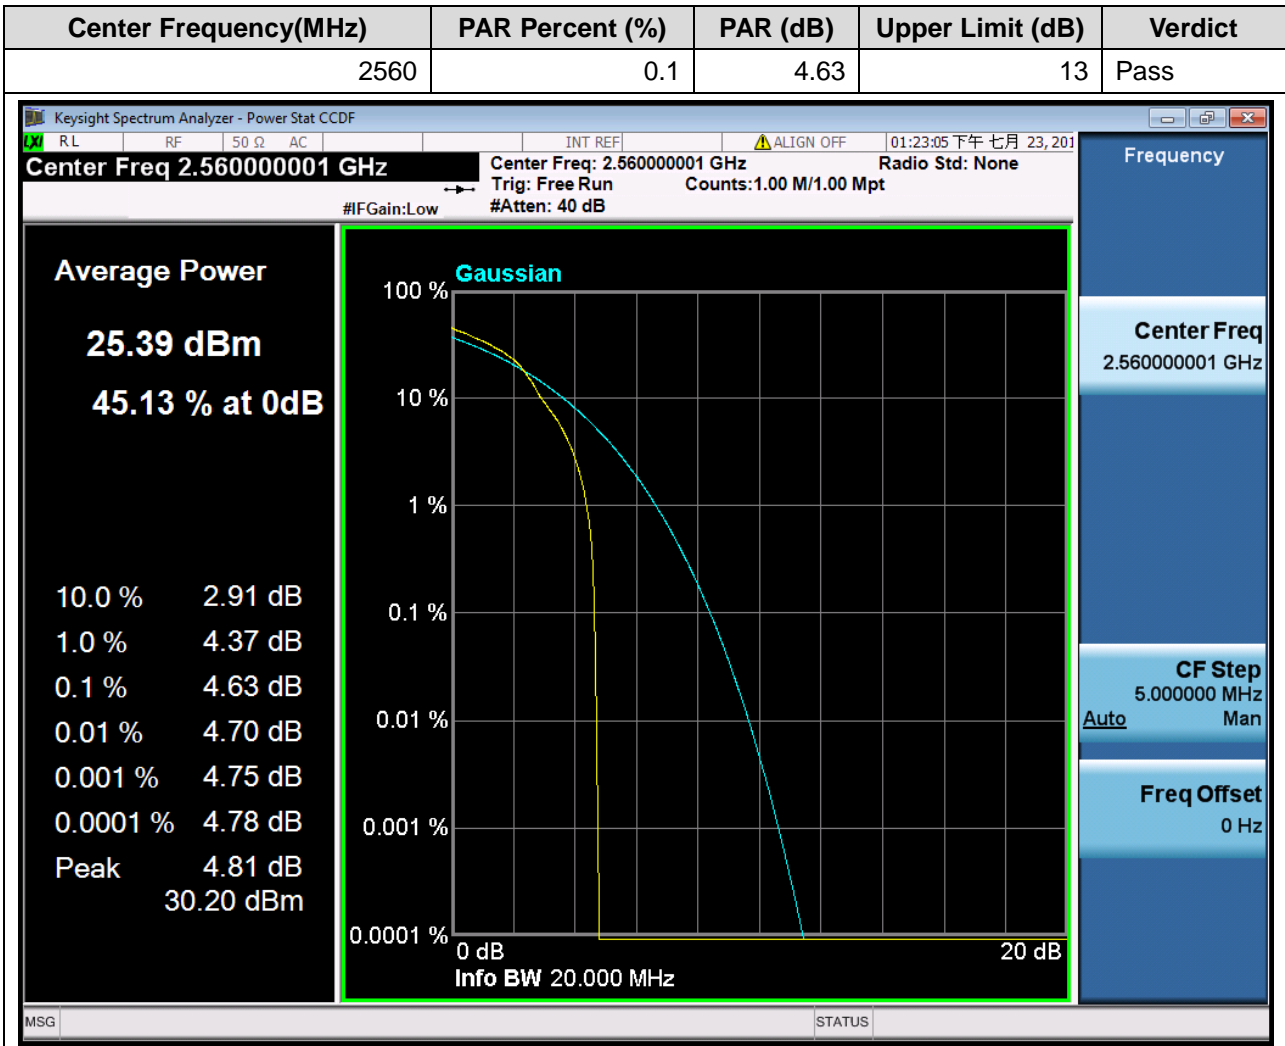 Center Frequency(MHz) PAR Percent (%) PAR (dB) Upper Limit (dB) Verdict
2560 0.1 4.63 13 Pass
Keysight Spectrum Analyzer - Power Stat CCDF
LXI RL RF 50 Ω AC INT REF ALIGN OFF 01:23:05 下午 七月 23, 201
Center Freq 2.560000001 GHz
Center Freq: 2.560000001 GHz Radio Std: None
Trig: Free Run Counts:1.00 M/1.00 Mpt
#IFGain:Low #Atten: 40 dB
Average Power
25.39 dBm
45.13 % at 0dB
10.0 % 2.91 dB
1.0 % 4.37 dB
0.1 % 4.63 dB
0.01 % 4.70 dB
0.001 % 4.75 dB
0.0001 % 4.78 dB
Peak 4.81 dB
30.20 dBm
Gaussian
100 %
10 %
1 %
0.1 %
0.01 %
0.001 %
0.0001 %
0 dB 20 dB
Info BW 20.000 MHz
Frequency
Center Freq
2.560000001 GHz
CF Step
5.000000 MHz
Auto Man
Freq Offset
0 Hz
MSG STATUS